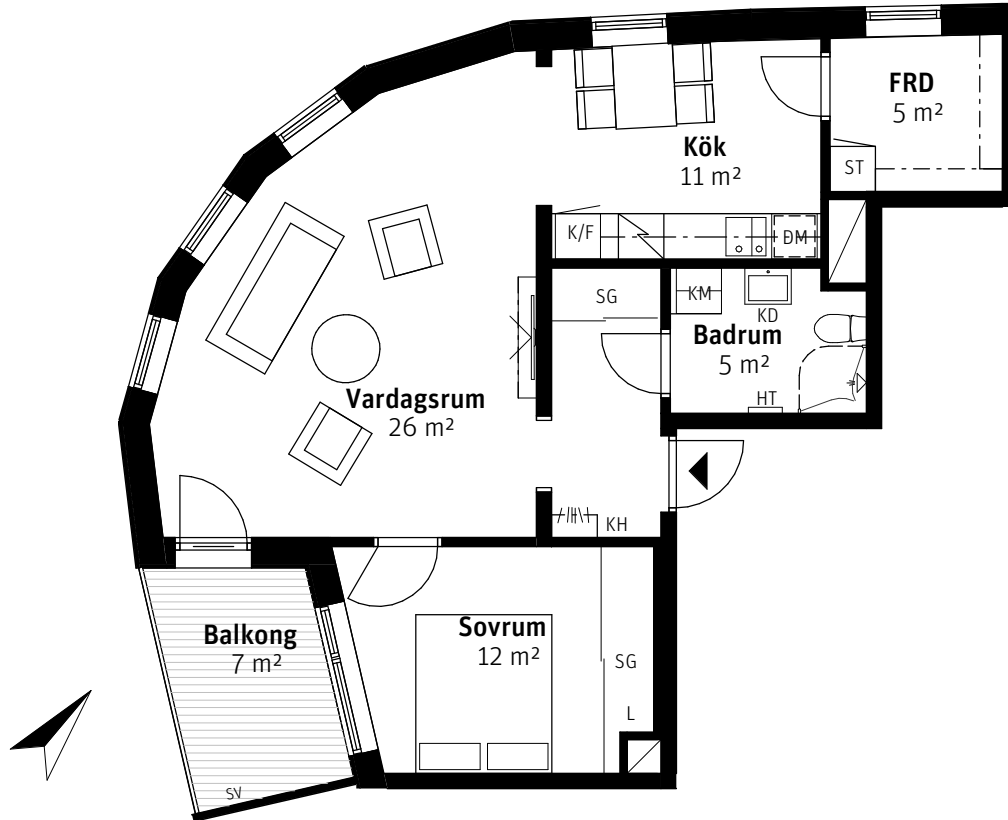 FRD
5 m²
Kök
11 m²
ST
K/F
DM
SG
KM
KD
Badrum
5 m²
HT
Vardagsrum
26 m²
KH
Balkong
7 m²
Sovrum
12 m²
SG
L
SV